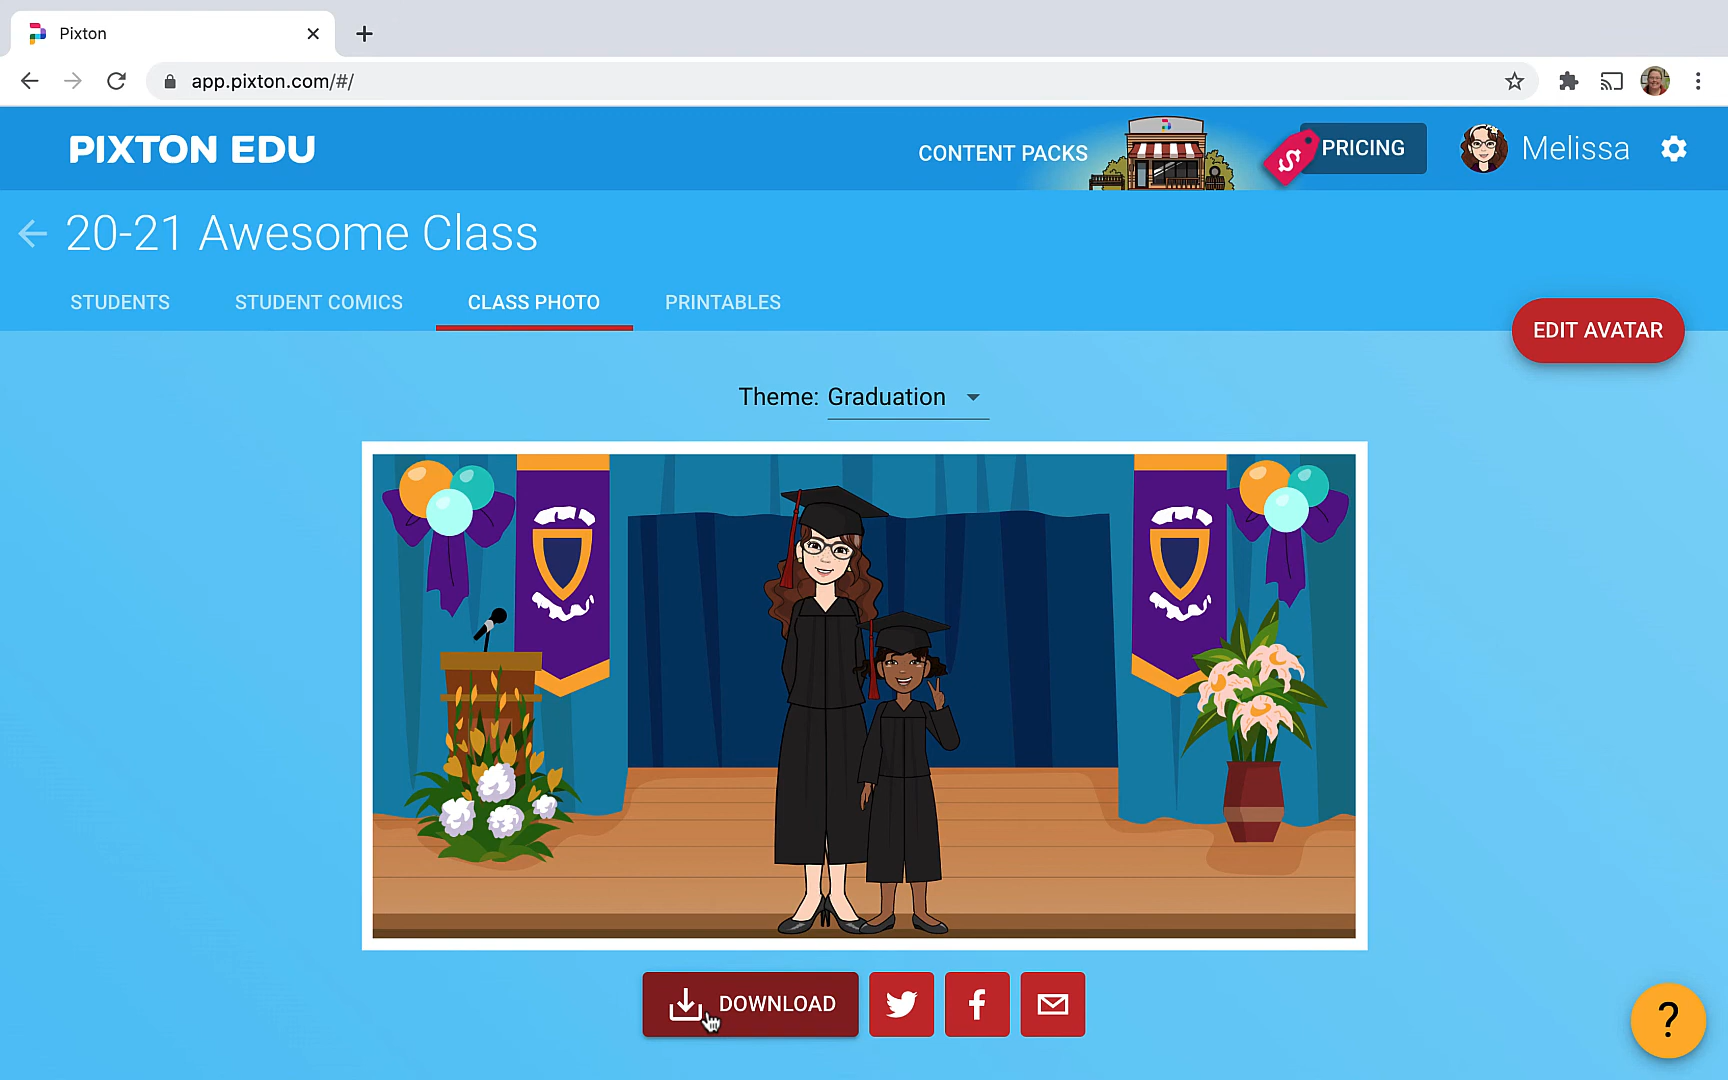 Pixton
app.pixton.com/#/
PIXTON EDU
CONTENT PACKS
$
PRICING
Melissa
20-21 Awesome Class
STUDENTS
STUDENT COMICS
CLASS PHOTO
PRINTABLES
EDIT AVATAR
Theme: Graduation
DOWNLOAD
?